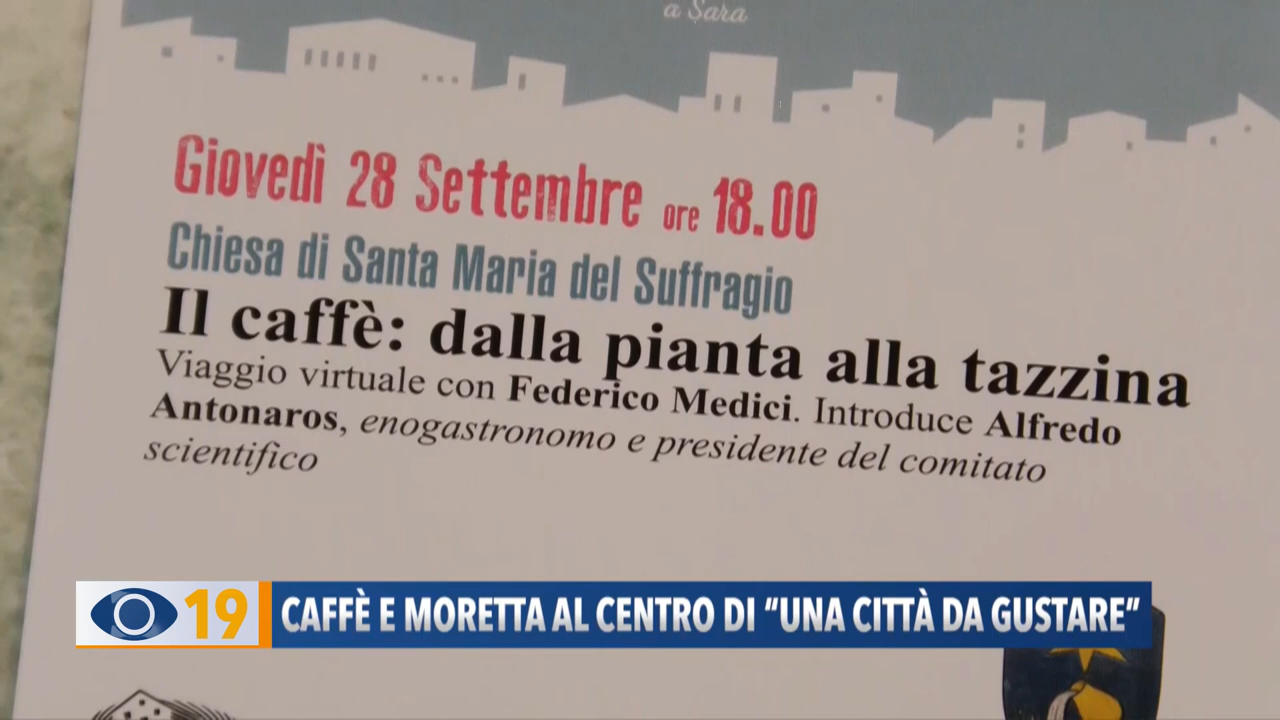 a Sara
Giovedì 28 Settembre ore 18.00
Chiesa di Santa Maria del Suffragio
Il caffè: dalla pianta alla tazzina
Viaggio virtuale con Federico Medici. Introduce Alfredo
Antonaros, enogastronomo e presidente del comitato
scientifico
19 CAFFÈ E MORETTA AL CENTRO DI “UNA CITTÀ DA GUSTARE”